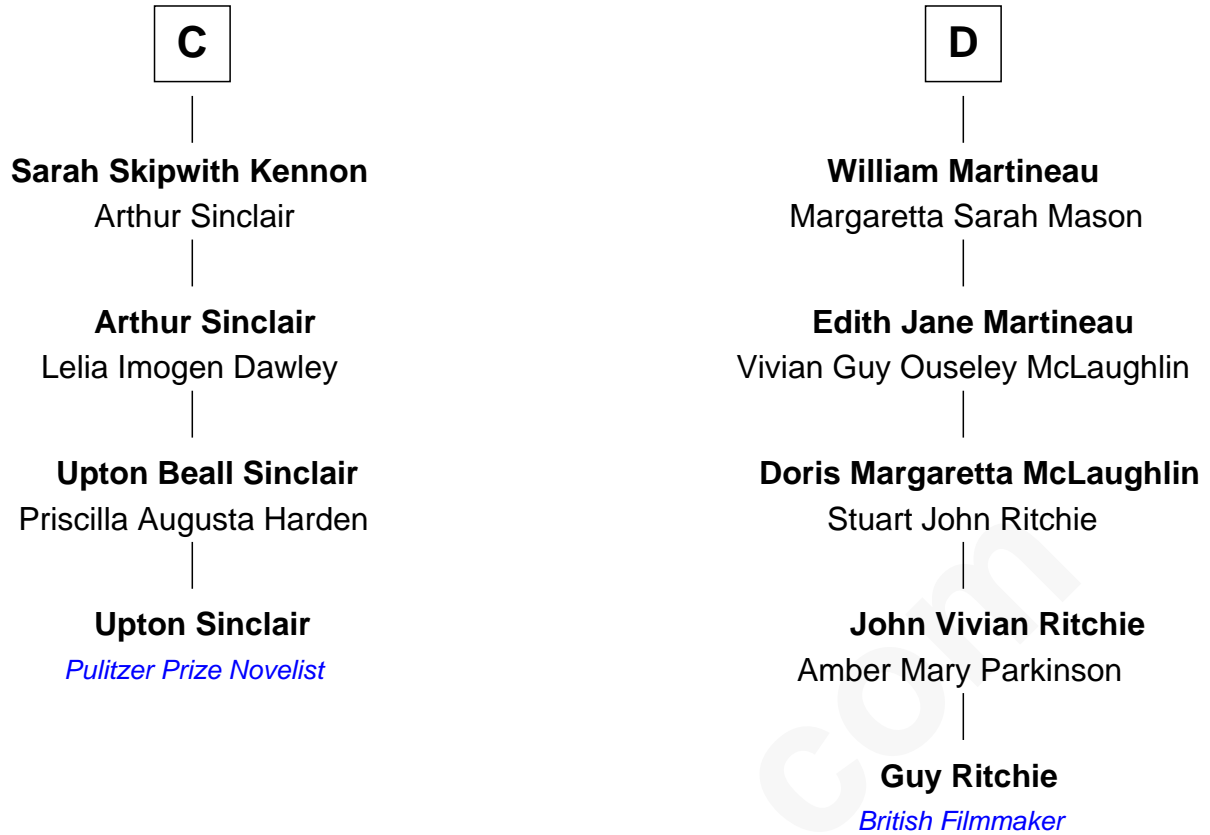 C
Sarah Skipwith Kennon
Arthur Sinclair
Arthur Sinclair
Lelia Imogen Dawley
Upton Beall Sinclair
Priscilla Augusta Harden
Upton Sinclair
Pulitzer Prize Novelist
D
William Martineau
Margaretta Sarah Mason
Edith Jane Martineau
Vivian Guy Ouseley McLaughlin
Doris Margaretta McLaughlin
Stuart John Ritchie
John Vivian Ritchie
Amber Mary Parkinson
Guy Ritchie
British Filmmaker
com